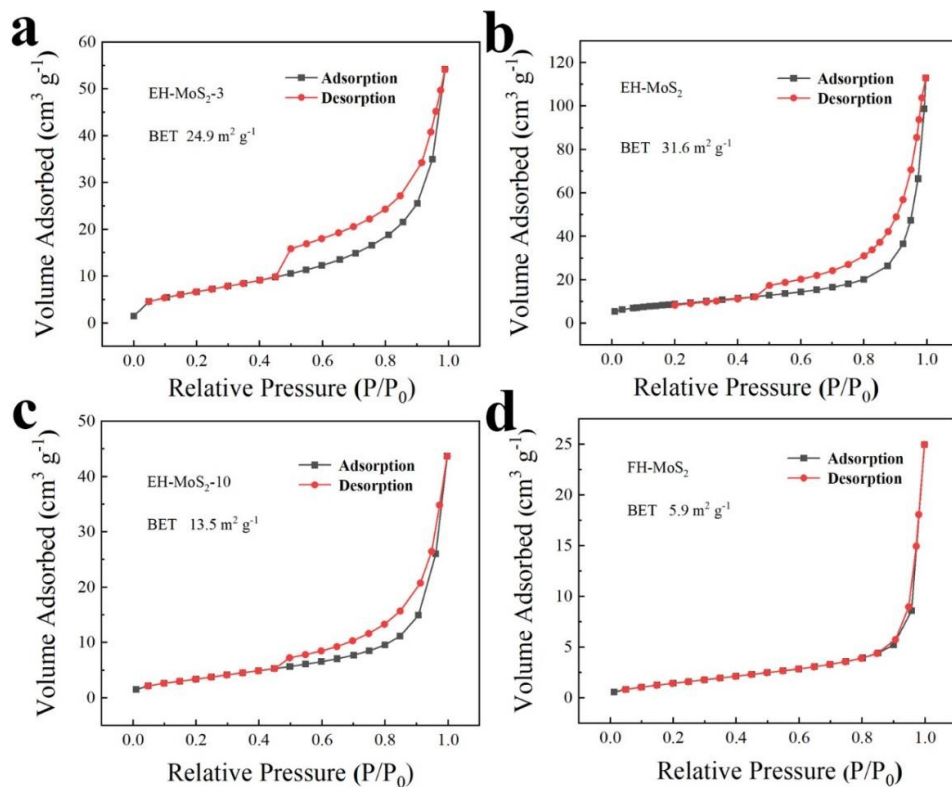 a
60
50
40
30
20
10
0
Volume Adsorbed (cm³ g⁻¹)
EH-MoS₂-3
BET 24.9 m² g⁻¹
Adsorption
Desorption
0.0 0.2 0.4 0.6 0.8 1.0
Relative Pressure (P/P₀)
b
120
100
80
60
40
20
0
Volume Adsorbed (cm³ g⁻¹)
EH-MoS₂
BET 31.6 m² g⁻¹
Adsorption
Desorption
0.0 0.2 0.4 0.6 0.8 1.0
Relative Pressure (P/P₀)
c
50
40
30
20
10
0
Volume Adsorbed (cm³ g⁻¹)
EH-MoS₂-10
BET 13.5 m² g⁻¹
Adsorption
Desorption
0.0 0.2 0.4 0.6 0.8 1.0
Relative Pressure (P/P₀)
d
25
20
15
10
5
0
Volume Adsorbed (cm³ g⁻¹)
FH-MoS₂
BET 5.9 m² g⁻¹
Adsorption
Desorption
0.0 0.2 0.4 0.6 0.8 1.0
Relative Pressure (P/P₀)